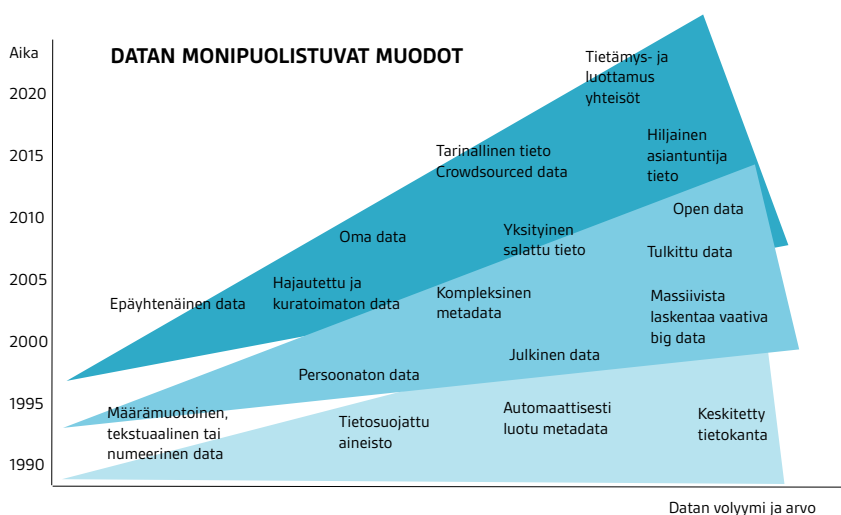 Aika
DATAN MONIPUOLISTUVAT MUODOT
2020
2015
2010
2005
2000
1995
1990
Tietämys- ja
luottamus
yhteisöt
Hiljainen
asiantuntija
tieto
Tarinallinen tieto
Crowdsourced data
Oma data
Hajautettu ja
kuratoimaton data
Epäyhtenäinen data
Open data
Yksityinen
salattu tieto
Tulkittu data
Kompleksinen
metadata
Massiivista
laskentaa vaativa
big data
Julkinen data
Persoonaton data
Määrämuotoinen,
tekstuaalinen tai
numeerinen data
Tietosuojattu
aineisto
Automaattisesti
luotu metadata
Keskitetty
tietokanta
Datan volyymi ja arvo